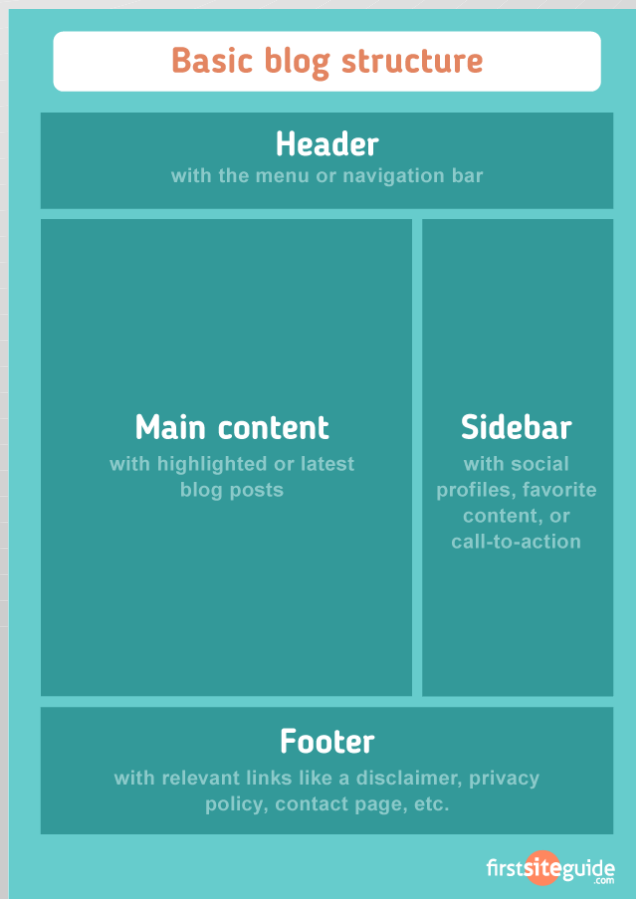 Basic blog structure
Header
with the menu or navigation bar
Main content
with highlighted or latest
blog posts
Sidebar
with social
profiles, favorite
content, or
call-to-action
Footer
with relevant links like a disclaimer, privacy
policy, contact page, etc.
firstsiteguide
.com